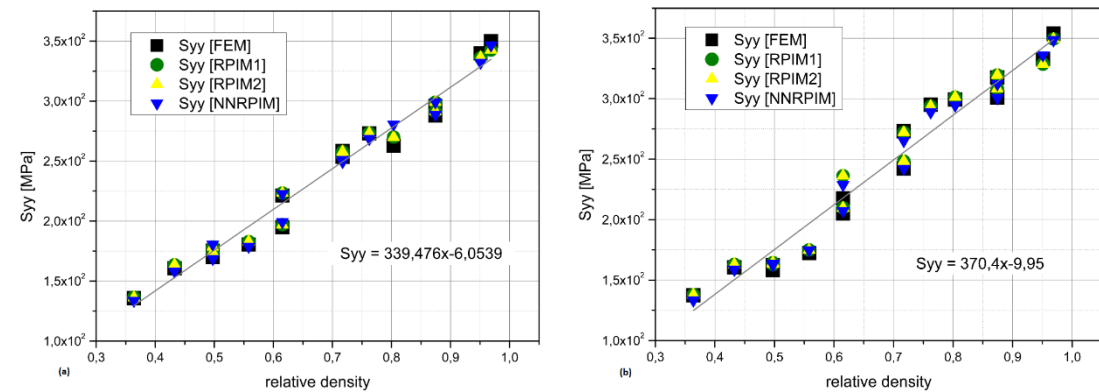 3,5x10²
3,0x10²
2,5x10²
2,0x10²
1,5x10²
1,0x10²
Syy [MPa]
Syy [FEM]
Syy [RPIM1]
Syy [RPIM2]
Syy [NNRPIM]
Syy = 339,476x-6,0539
0,3 0,4 0,5 0,6 0,7 0,8 0,9 1,0
(a)
relative density
3,5x10²
3,0x10²
2,5x10²
2,0x10²
1,5x10²
1,0x10²
Syy [MPa]
Syy [FEM]
Syy [RPIM1]
Syy [RPIM2]
Syy [NNRPIM]
Syy = 370,4x-9,95
0,3 0,4 0,5 0,6 0,7 0,8 0,9 1,0
(b)
relative density